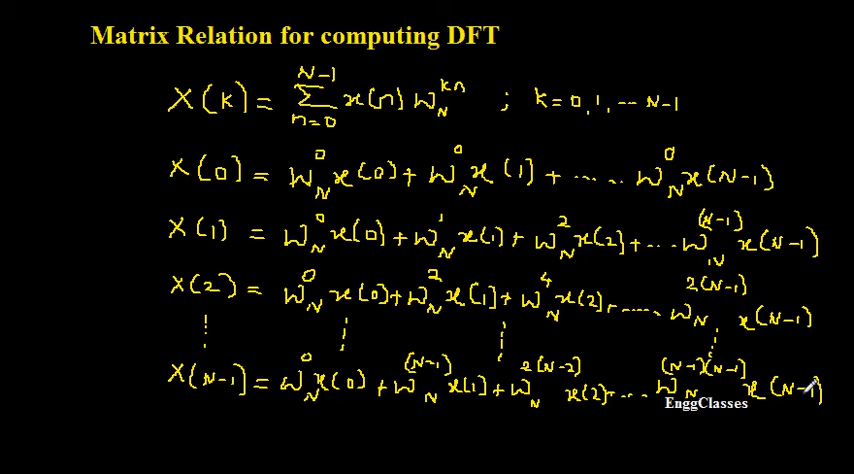 Matrix Relation for computing DFT
X(k) = Σ_{n=0}^{N-1} x(n) W_N^{kn} ; k = 0, 1, ... N-1
X(0) = W_N^0 x(0) + W_N^0 x(1) + ..... W_N^0 x(N-1)
X(1) = W_N^0 x(0) + W_N^1 x(1) + W_N^2 x(2) + ... W_N^{(N-1)} x(N-1)
X(2) = W_N^0 x(0) + W_N^2 x(1) + W_N^4 x(2) + ..... W_N^{2(N-1)} x(N-1)
X(N-1) = W_N^0 x(0) + W_N^{(N-1)} x(1) + W_N^{2(N-2)} x(2) + ... W_N^{(N-1)(N-1)} x(N-1)
EnggClasses